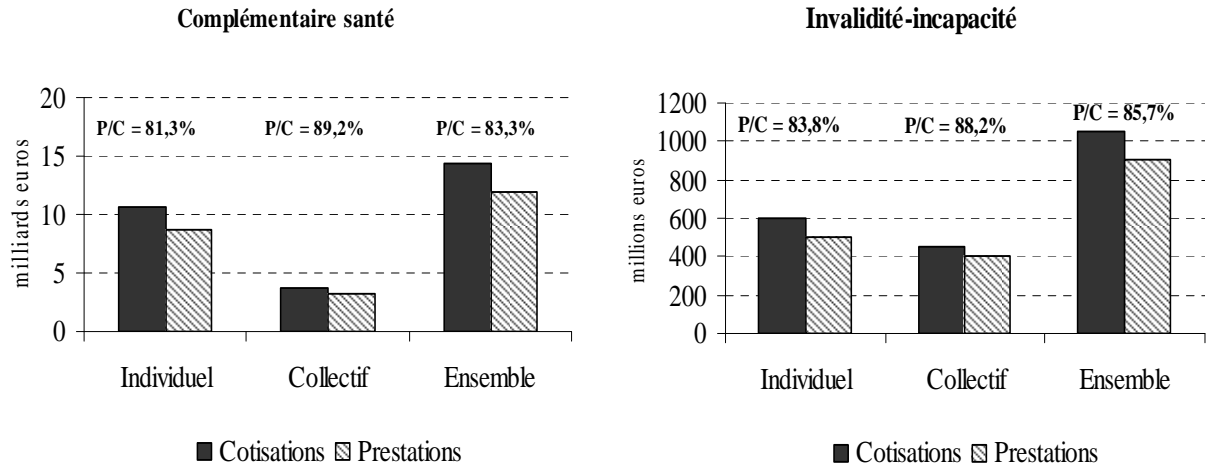 Complémentaire santé
milliards euros
20
15
10
5
0
P/C = 81,3%
P/C = 89,2%
P/C = 83,3%
Individuel
Collectif
Ensemble
Cotisations
Prestations
Invalidité-incapacité
millions euros
1200
1000
800
600
400
200
0
P/C = 83,8%
P/C = 88,2%
P/C = 85,7%
Individuel
Collectif
Ensemble
Cotisations
Prestations